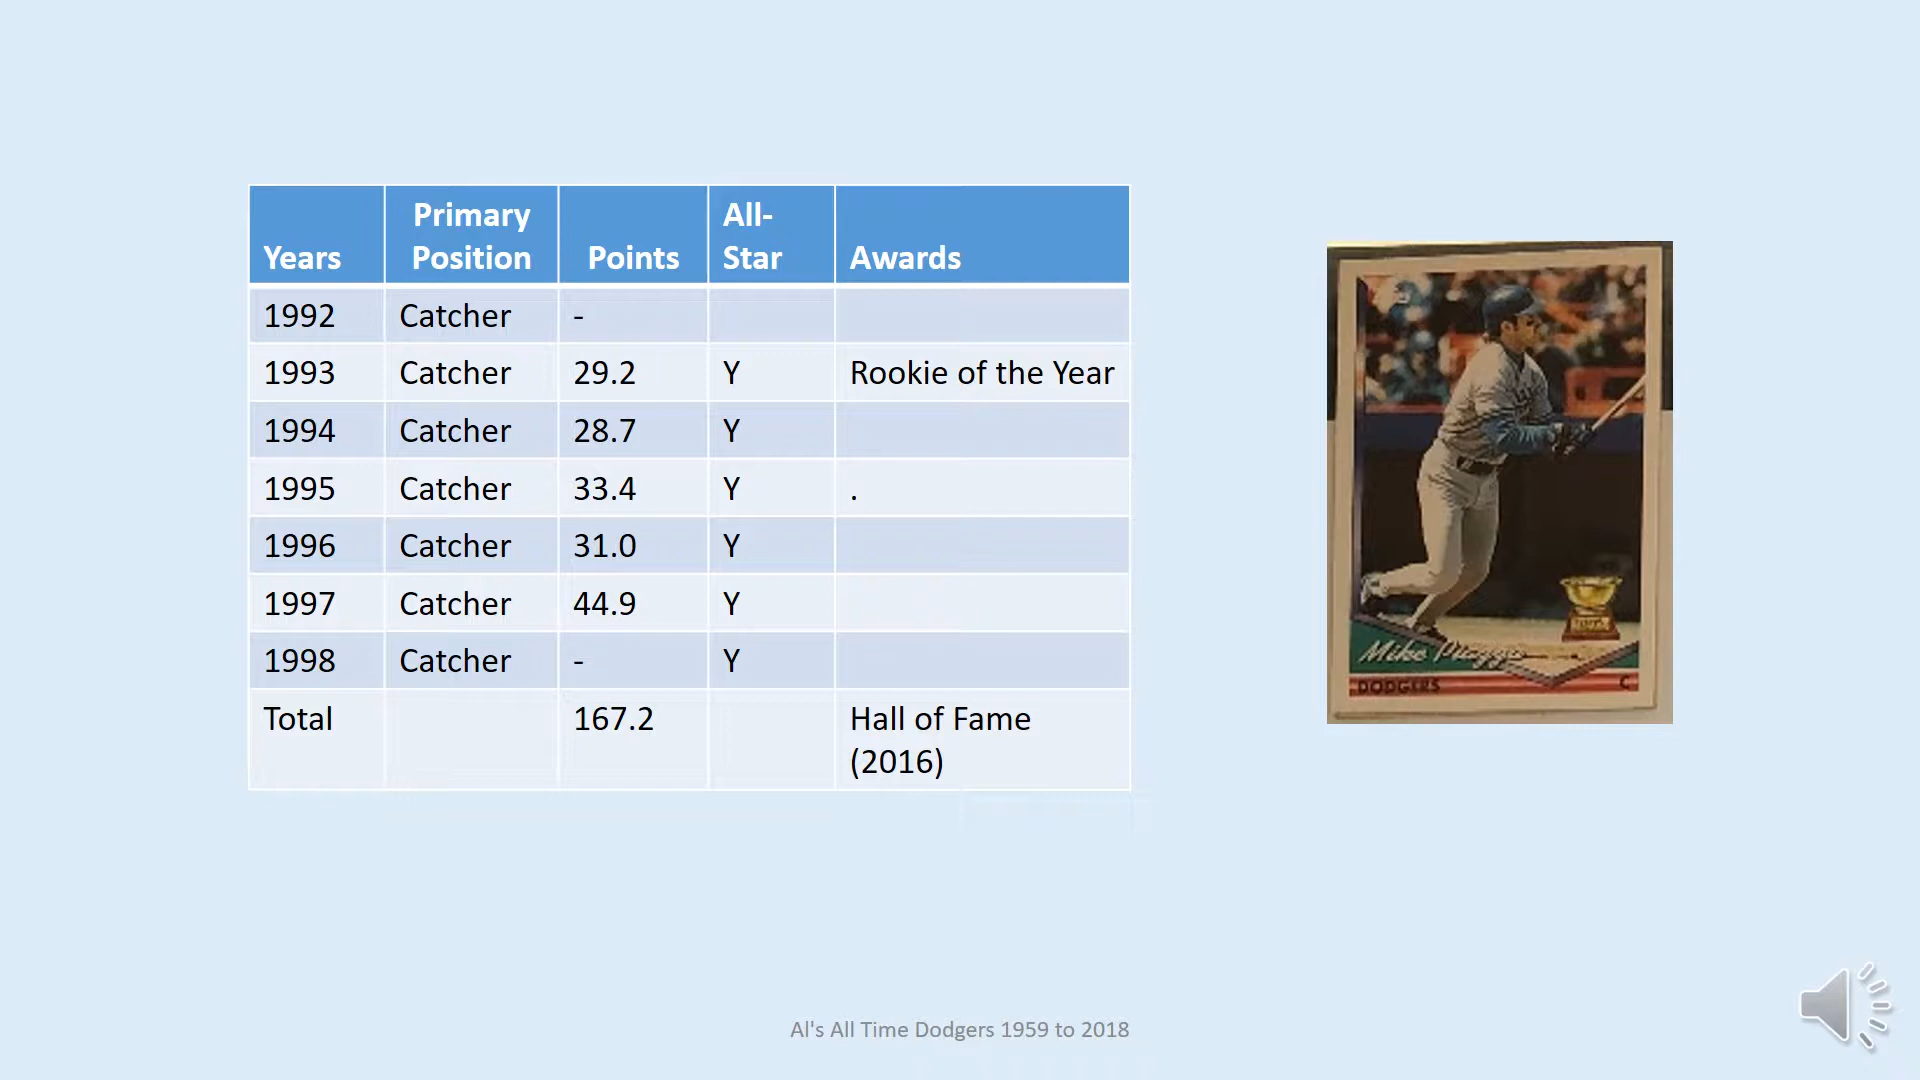 Years Primary Position Points All-Star Awards
1992 Catcher -
1993 Catcher 29.2 Y Rookie of the Year
1994 Catcher 28.7 Y
1995 Catcher 33.4 Y .
1996 Catcher 31.0 Y
1997 Catcher 44.9 Y
1998 Catcher - Y
Total 167.2 Hall of Fame
(2016)
Mike Piazza
DODGERS C
Al's All Time Dodgers 1959 to 2018